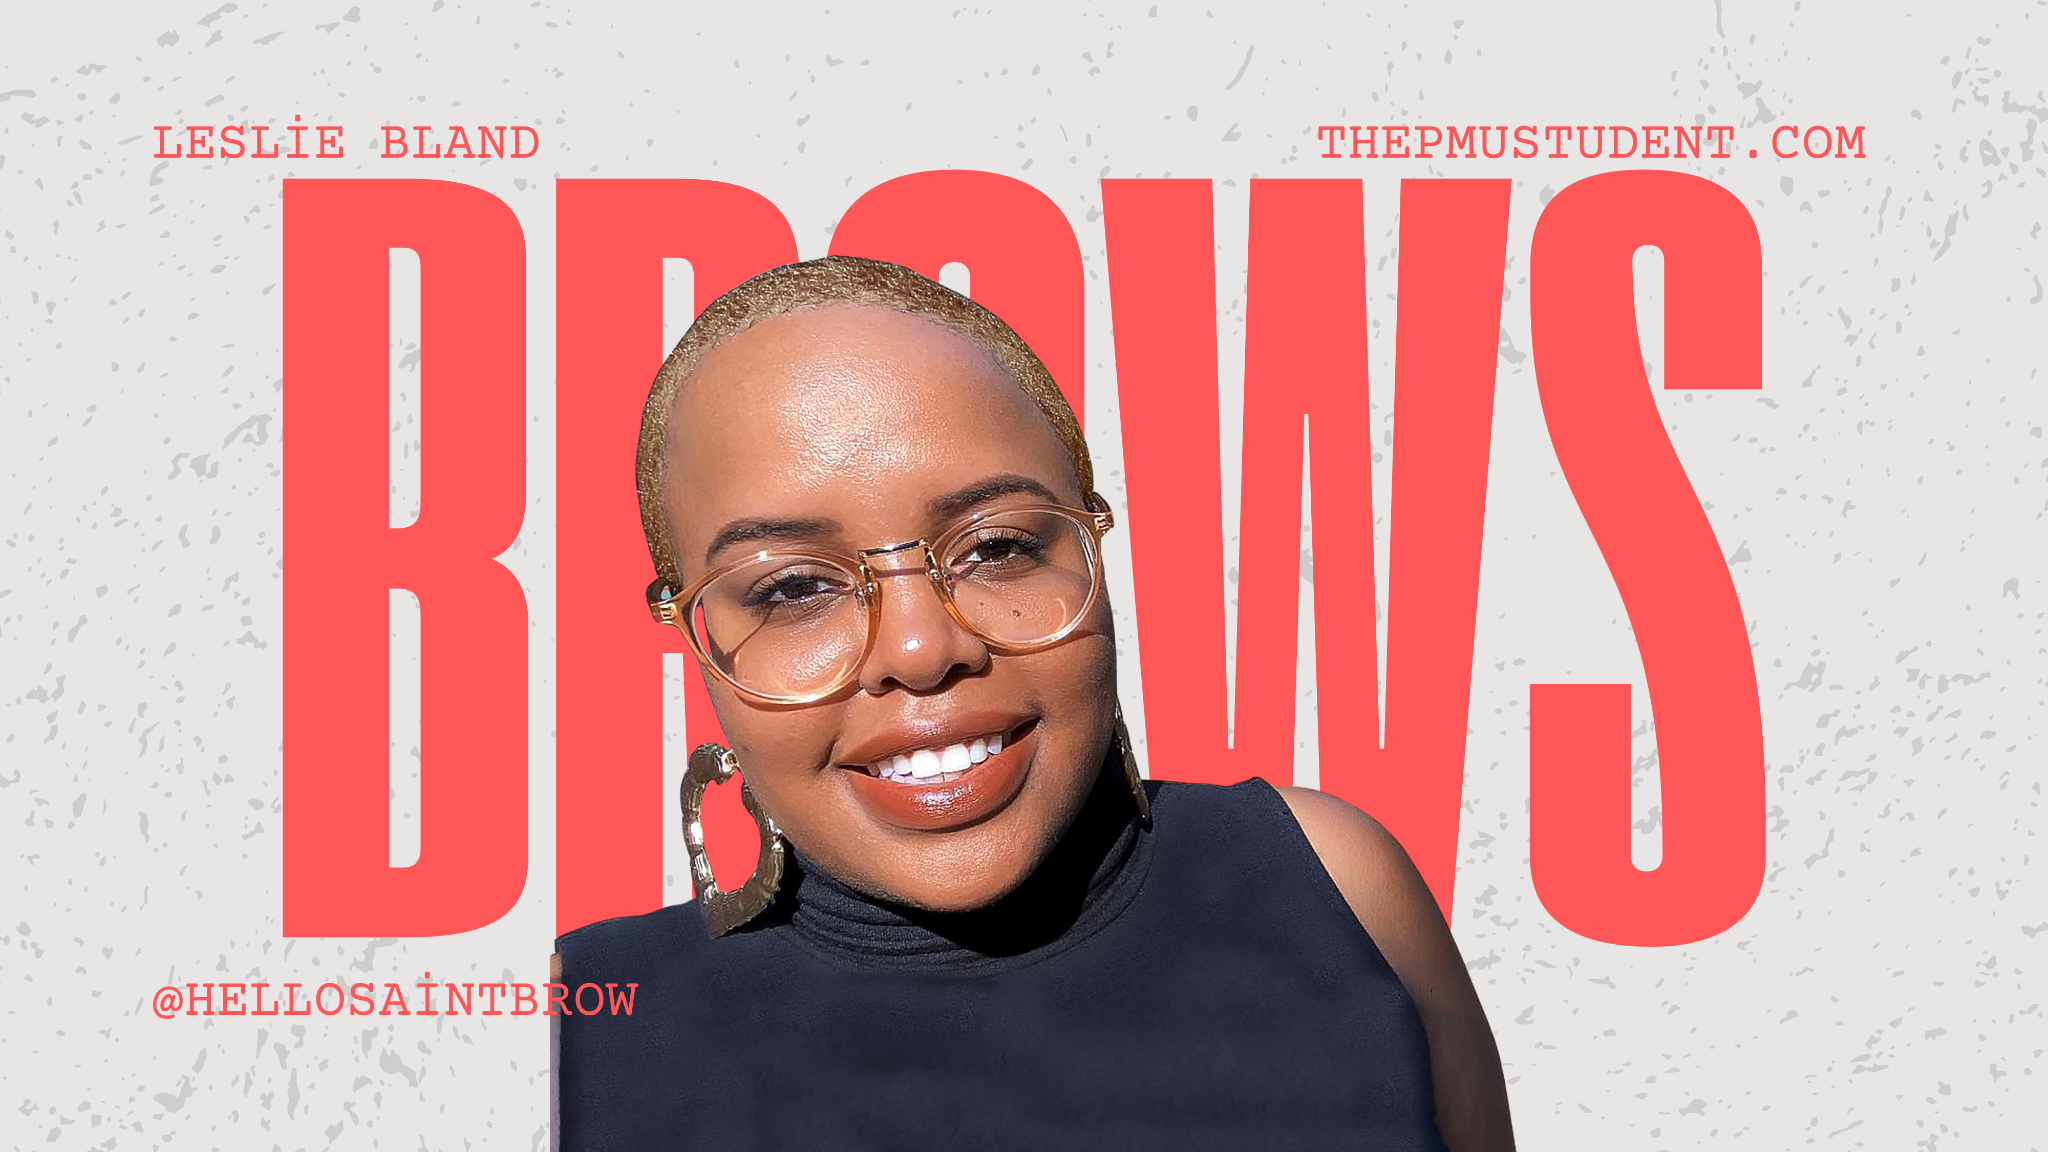 LESLİE BLAND
THEPMUSTUDENT.COM
BROWS
@HELLOSAİNTBROW